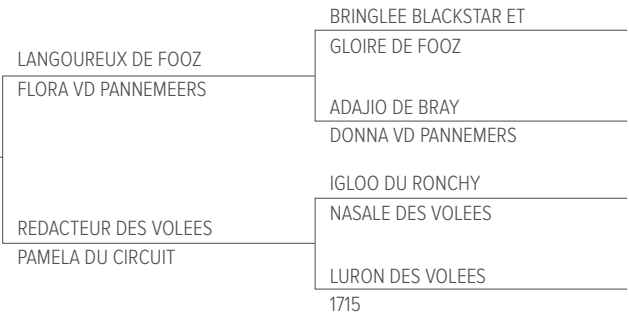 BRINGLEE BLACKSTAR ET
GLOIRE DE FOOZ
LANGOUREUX DE FOOZ
FLORA VD PANNEMEERS
ADAJIO DE BRAY
DONNA VD PANNEMERS
IGLOO DU RONCHY
NASALE DES VOLEES
REDACTEUR DES VOLEES
PAMELA DU CIRCUIT
LURON DES VOLEES
1715